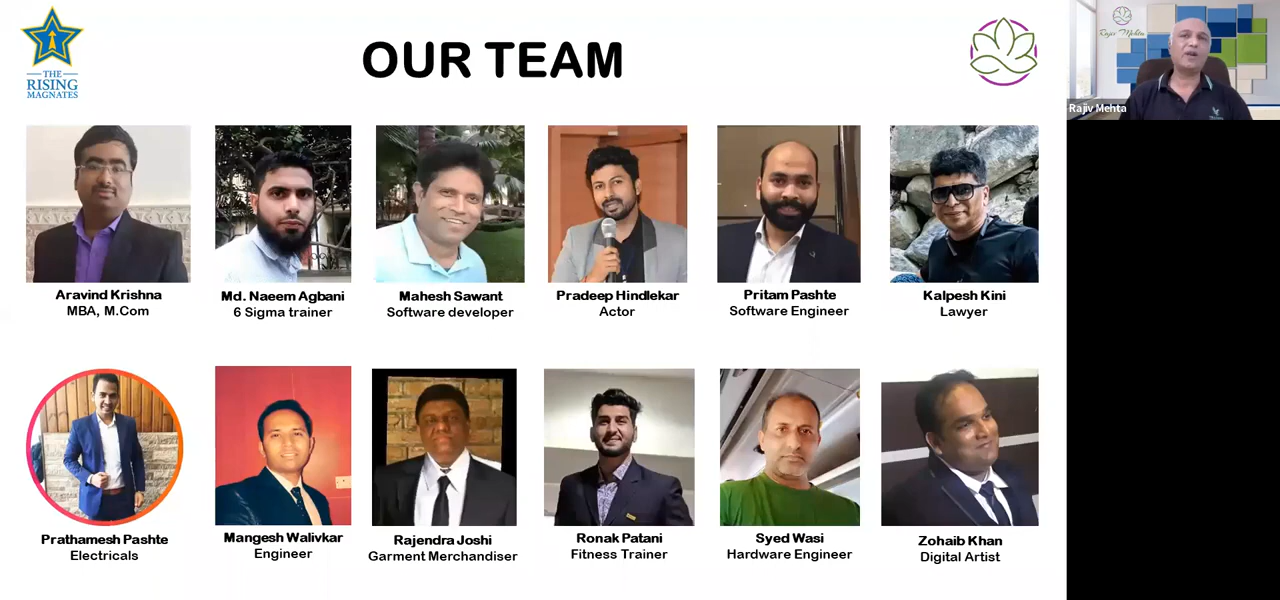 THE
RISING
MAGNATES
OUR TEAM
Rajiv Mehta
Rajiv Mehta
Aravind Krishna
MBA, M.Com
Md. Naeem Agbani
6 Sigma trainer
Mahesh Sawant
Software developer
Pradeep Hindlekar
Actor
Pritam Pashte
Software Engineer
Kalpesh Kini
Lawyer
Prathamesh Pashte
Electricals
Mangesh Walivkar
Engineer
Rajendra Joshi
Garment Merchandiser
Ronak Patani
Fitness Trainer
Syed Wasi
Hardware Engineer
Zohaib Khan
Digital Artist